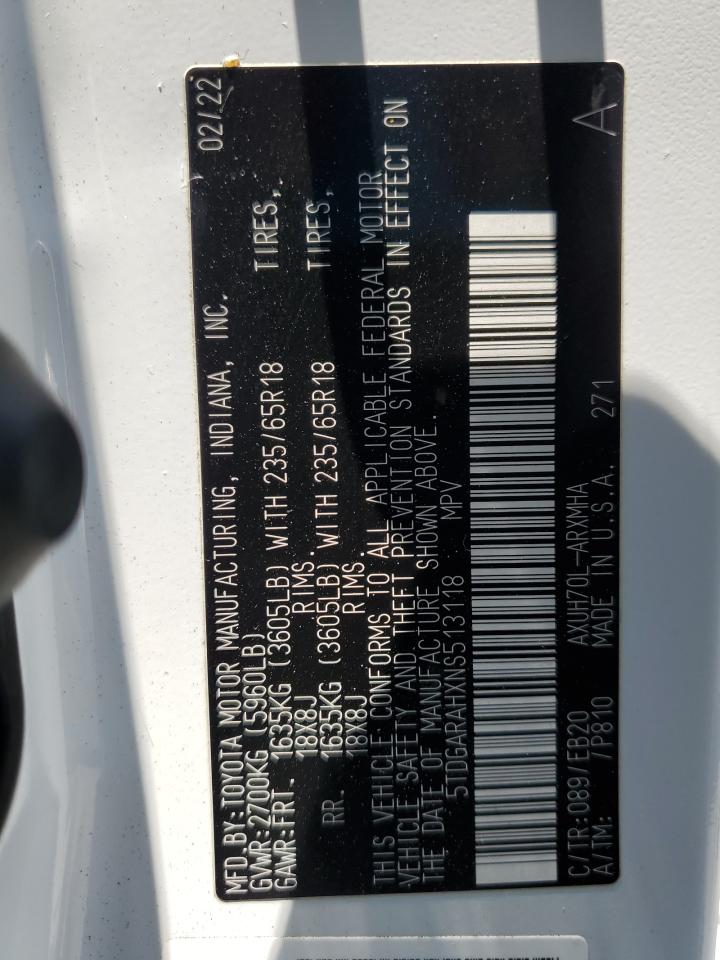 MFD.BY:TOYOTA MOTOR MANUFACTURING, INDIANA, INC. 02/22
GVWR:2700KG (5960LB)
GAWR:FRT. 1635KG (3605LB) WITH 235/65R18 TIRES,
18X8J RIMS.
RR. 1635KG (3605LB) WITH 235/65R18 TIRES,
18X8J RIMS.
THIS VEHICLE CONFORMS TO ALL APPLICABLE FEDERAL MOTOR
VEHICLE SAFETY AND THEFT PREVENTION STANDARDS IN EFFECT ON
THE DATE OF MANUFACTURE SHOWN ABOVE.
5TDGARAHXNS513118 MPV
C/TR:089/EB20 AXUH70L-ARXMHA
A/TM: /P810 MADE IN U.S.A. 271 A